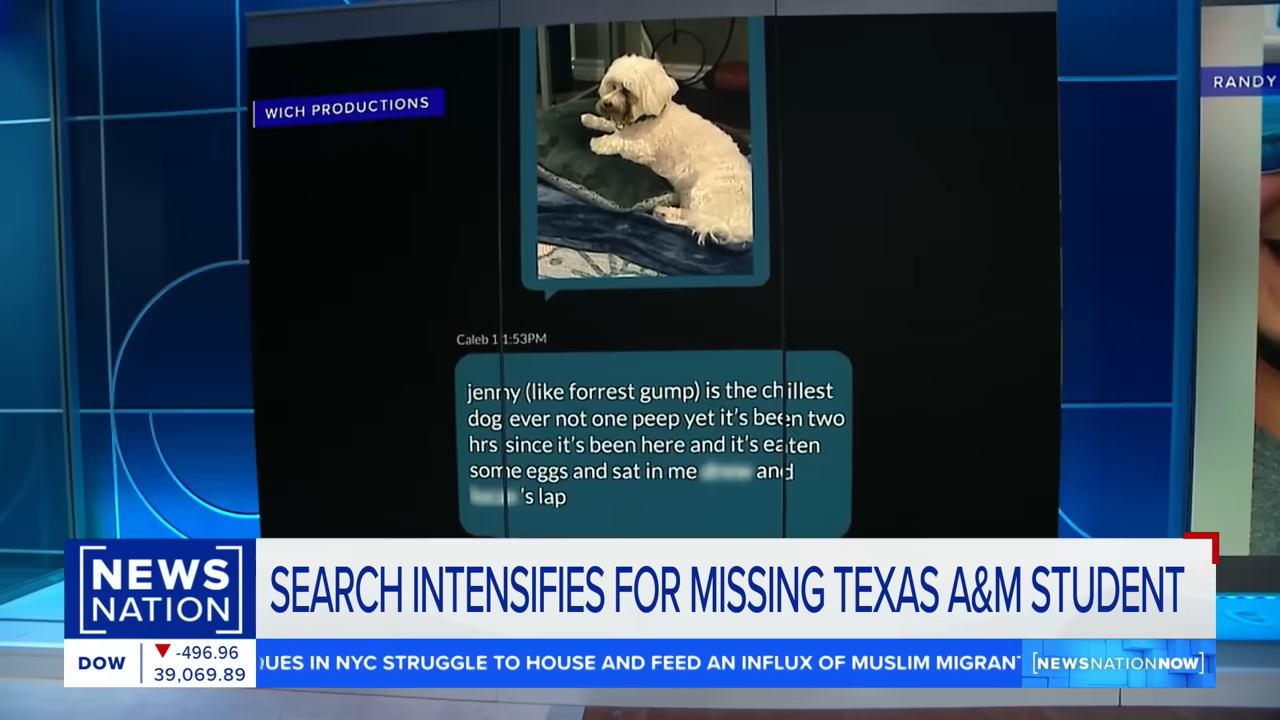 WICH PRODUCTIONS
RANDY
Caleb 11:53PM
jenny (like forrest gump) is the chillest
dog ever not one peep yet it's been two
hrs since it's been here and it's eaten
some eggs and sat in me and
's lap
NEWS
NATION
SEARCH INTENSIFIES FOR MISSING TEXAS A&M STUDENT
DOW
-496.96
39,069.89
UES IN NYC STRUGGLE TO HOUSE AND FEED AN INFLUX OF MUSLIM MIGRAN
[NEWSNATIONNOW]